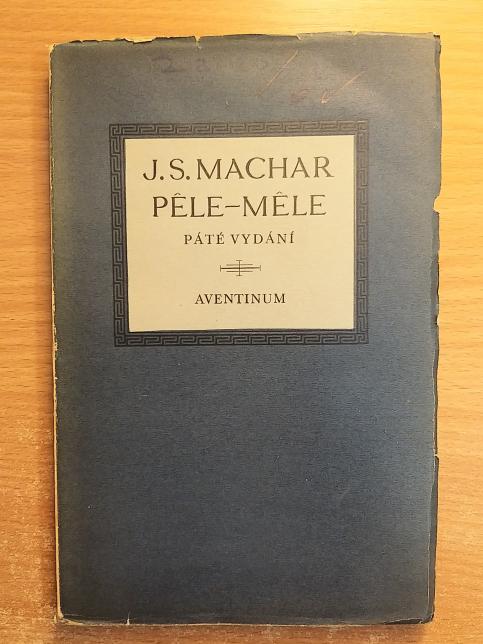 J. S. MACHAR
PÊLE-MÊLE
PÁTÉ VYDÁNÍ
AVENTINUM